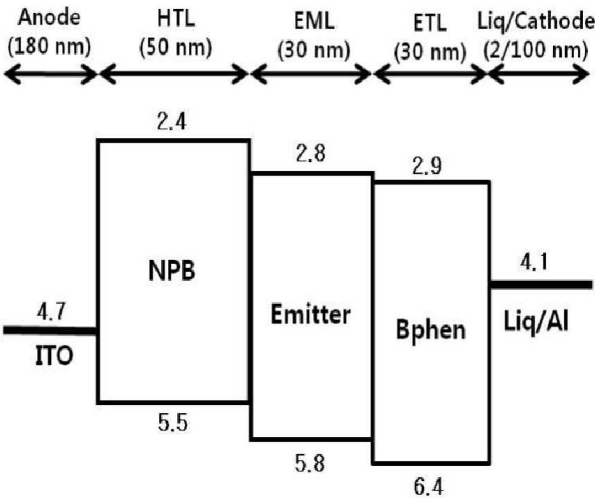 Anode HTL EML ETL Liq/Cathode
(180 nm) (50 nm) (30 nm) (30 nm) (2/100 nm)
2.4
2.8
2.9
NPB
4.1
4.7
Emitter
Bphen
Liq/Al
ITO
5.5
5.8
6.4